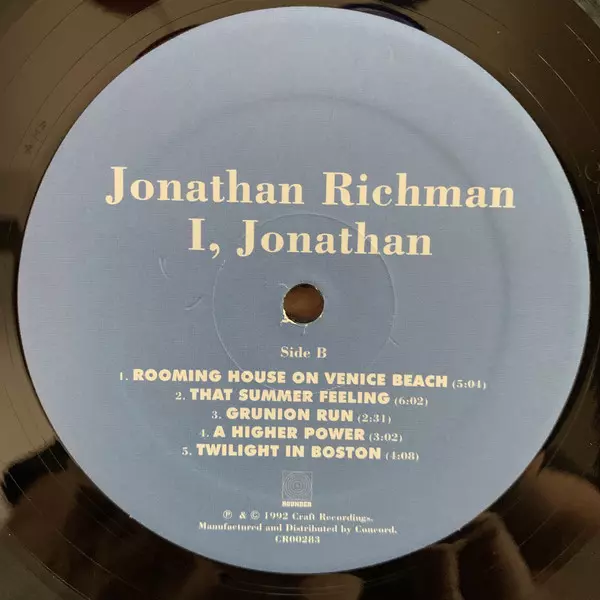 Jonathan Richman
I, Jonathan
Side B
1. ROOMING HOUSE ON VENICE BEACH (5:04)
2. THAT SUMMER FEELING (6:02)
3. GRUNION RUN (2:31)
4. A HIGHER POWER (3:02)
5. TWILIGHT IN BOSTON (4:08)
ROUNDER
℗ & © 1992 Craft Recordings.
Manufactured and Distributed by Concord.
CR00283